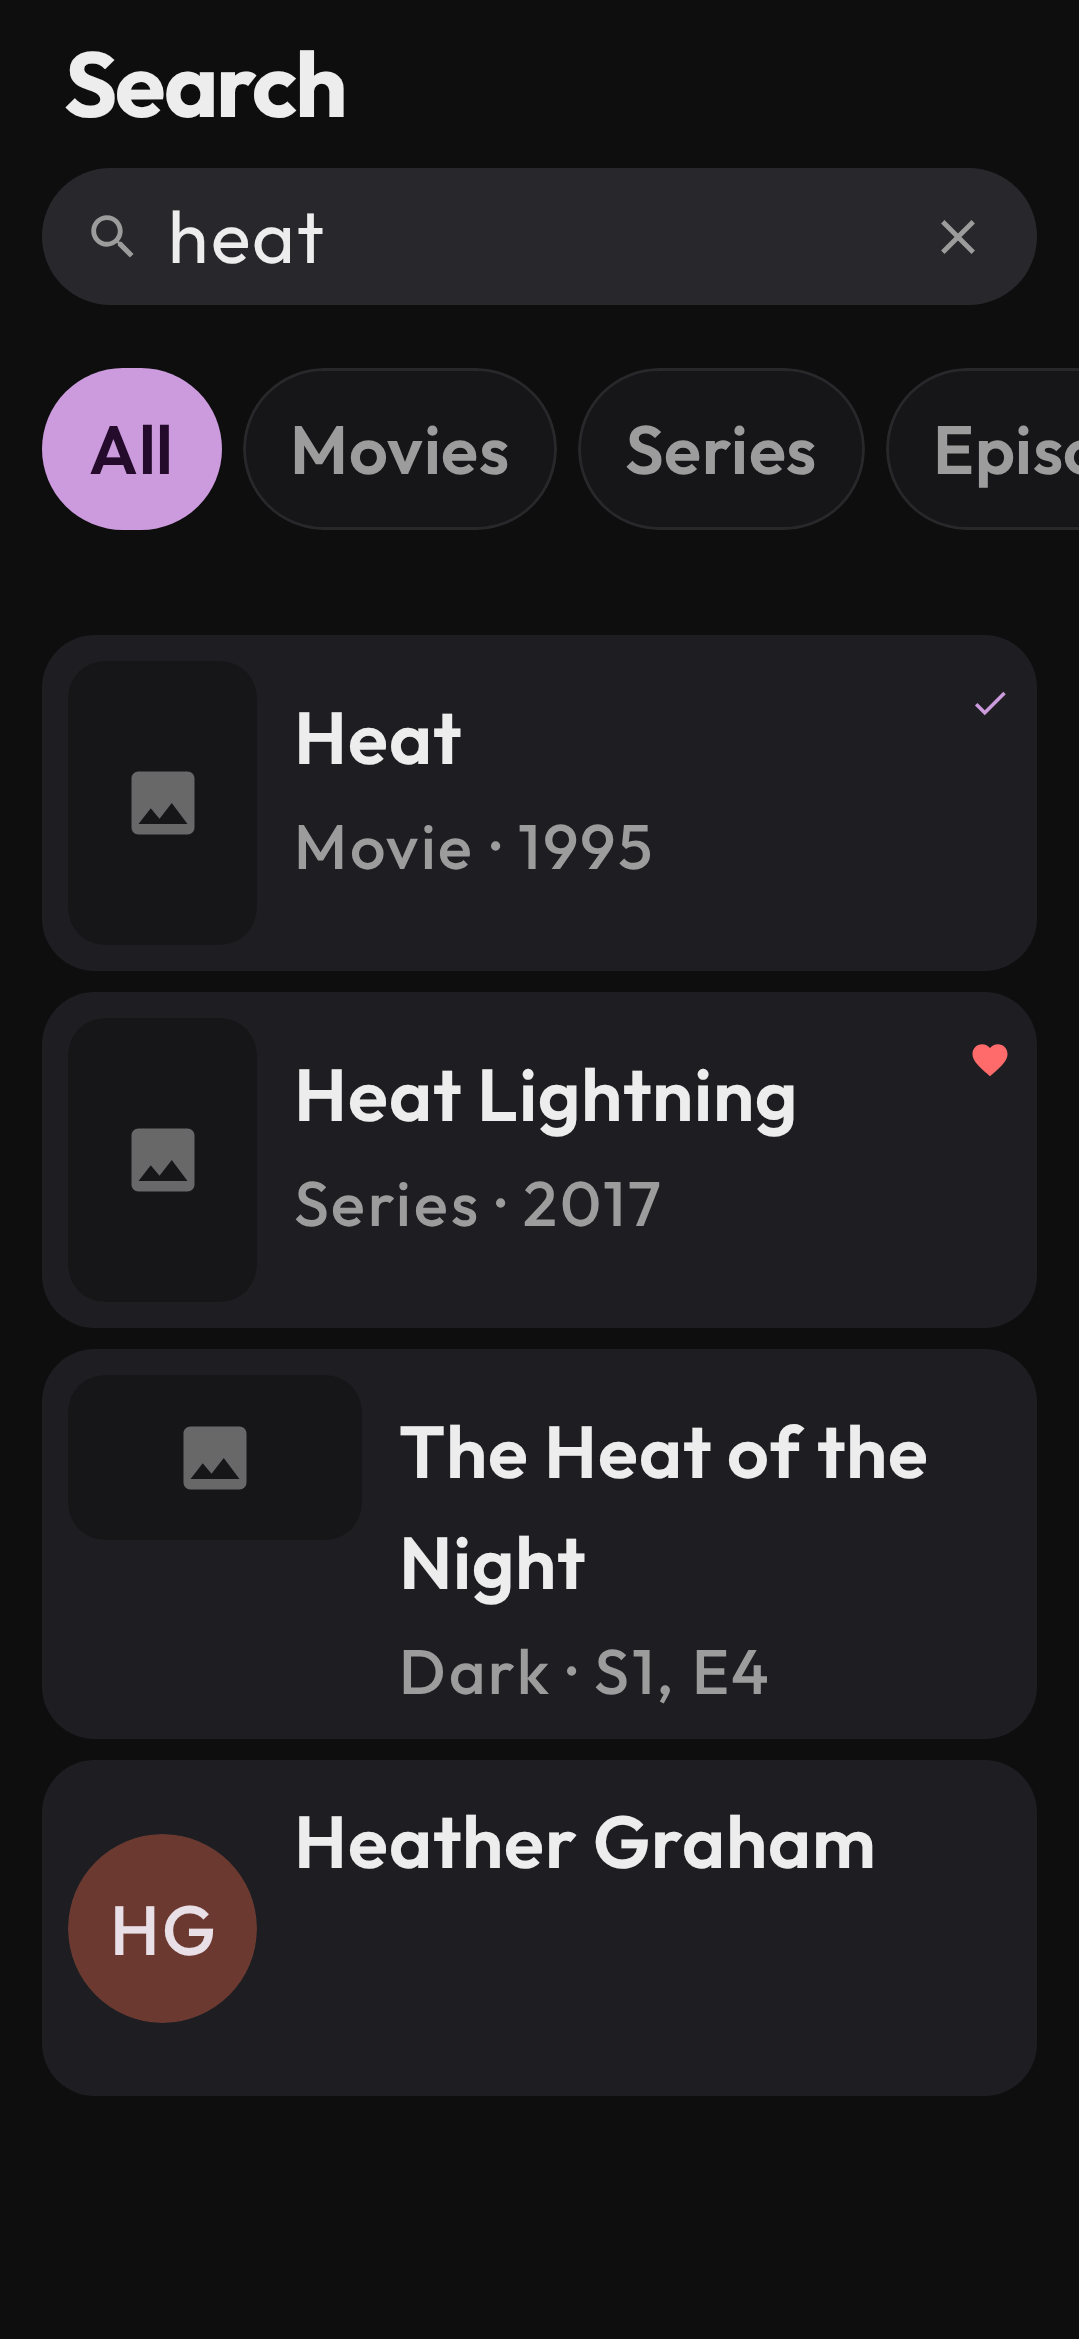 Search
heat
All Movies Series Episo
Heat
Movie · 1995
Heat Lightning
Series · 2017
The Heat of the
Night
Dark · S1, E4
Heather Graham
HG